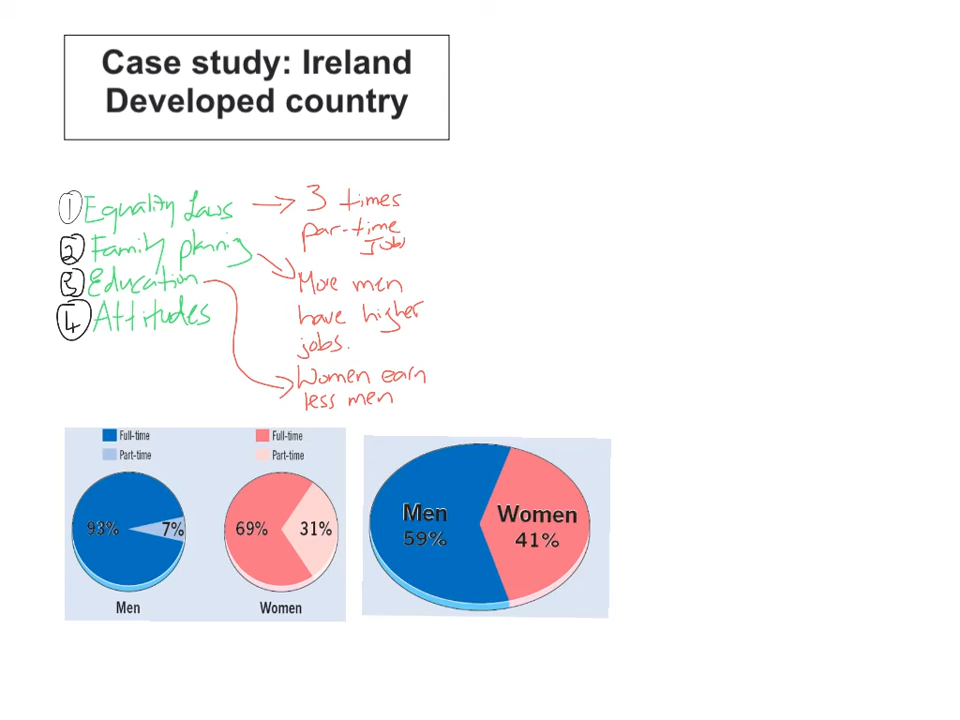 Case study: Ireland
Developed country
① Equality Laws → 3 times
par-time
Job
② Family planning
③ Education
④ Attitudes
More men
have higher
jobs.
Women earn
less men
Full-time
Part-time
93%
7%
Men
Full-time
Part-time
69%
31%
Women
Men
59%
Women
41%